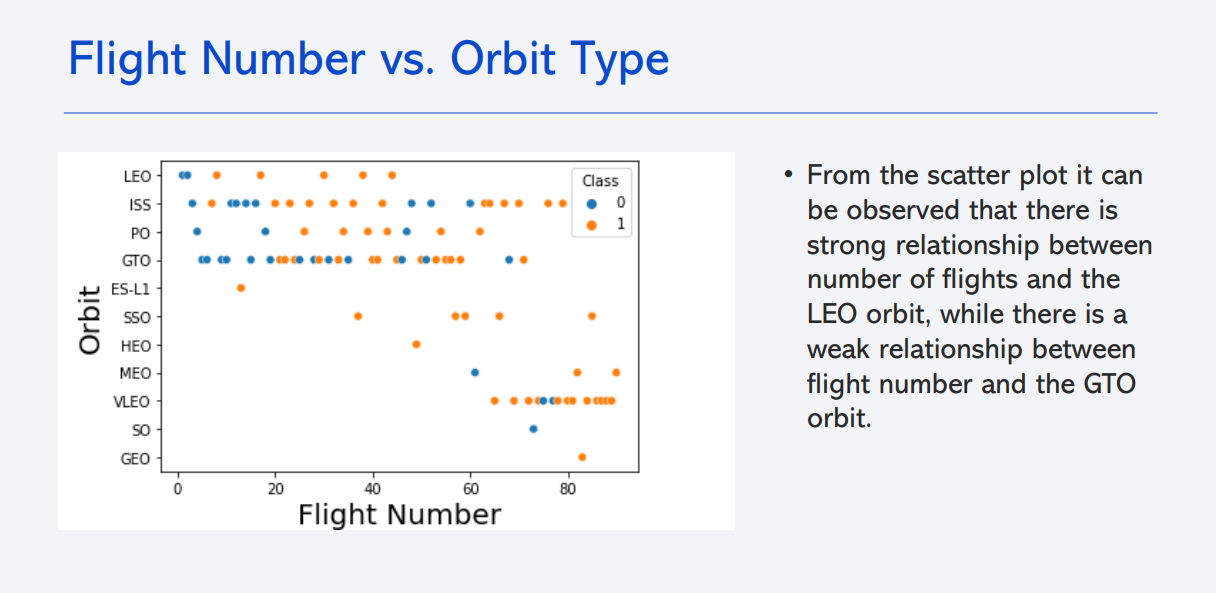 Flight Number vs. Orbit Type
LEO
ISS
PO
GTO
ES-L1
SSO
HEO
MEO
VLEO
SO
GEO
Orbit
Class
0
1
0 20 40 60 80
Flight Number
• From the scatter plot it can
be observed that there is
strong relationship between
number of flights and the
LEO orbit, while there is a
weak relationship between
flight number and the GTO
orbit.